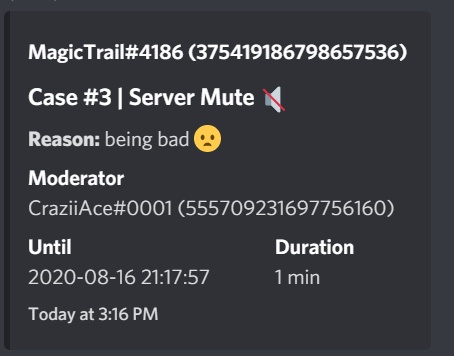 MagicTrail#4186 (375419186798657536)
Case #3 | Server Mute 🔇
Reason: being bad 🙁
Moderator
CraziiAce#0001 (555709231697756160)
Until Duration
2020-08-16 21:17:57 1 min
Today at 3:16 PM